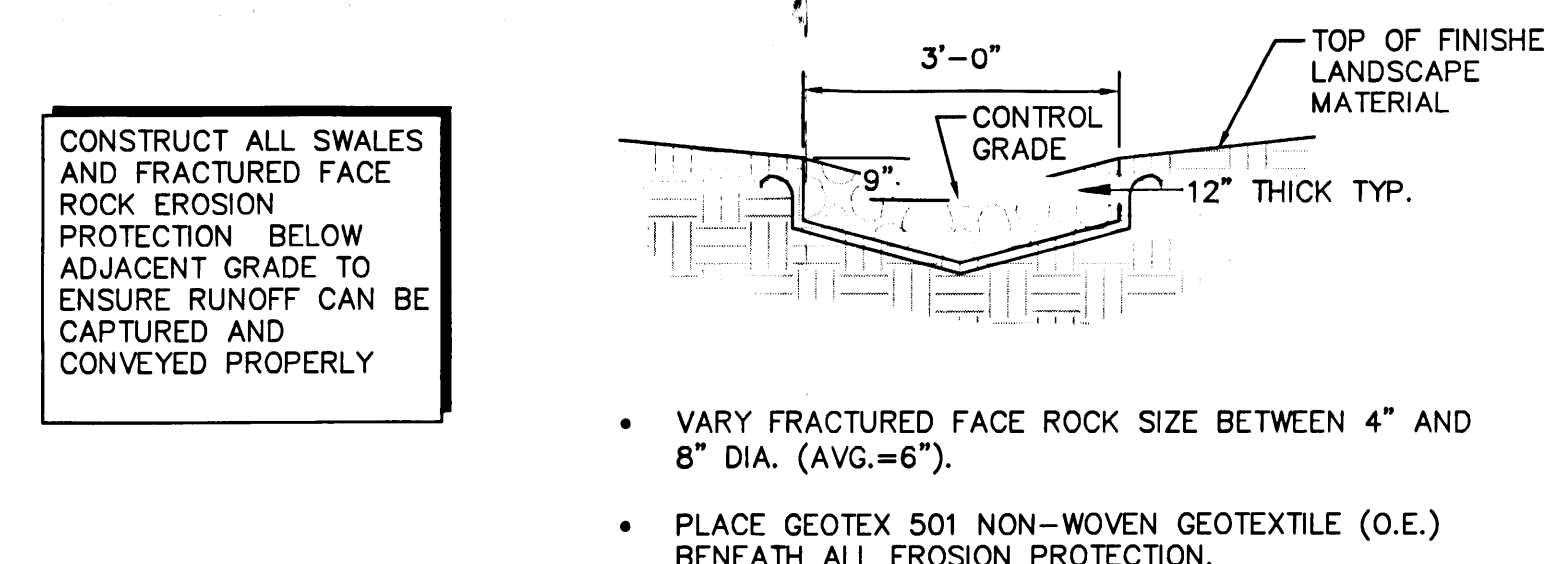 CONSTRUCT ALL SWALES
AND FRACTURED FACE
ROCK EROSION
PROTECTION BELOW
ADJACENT GRADE TO
ENSURE RUNOFF CAN BE
CAPTURED AND
CONVEYED PROPERLY
3'-0"
TOP OF FINISHE
LANDSCAPE
MATERIAL
CONTROL
GRADE
9".
12" THICK TYP.
• VARY FRACTURED FACE ROCK SIZE BETWEEN 4" AND
8" DIA. (AVG.=6").
• PLACE GEOTEX 501 NON-WOVEN GEOTEXTILE (O.E.)
BENEATH ALL EROSION PROTECTION.